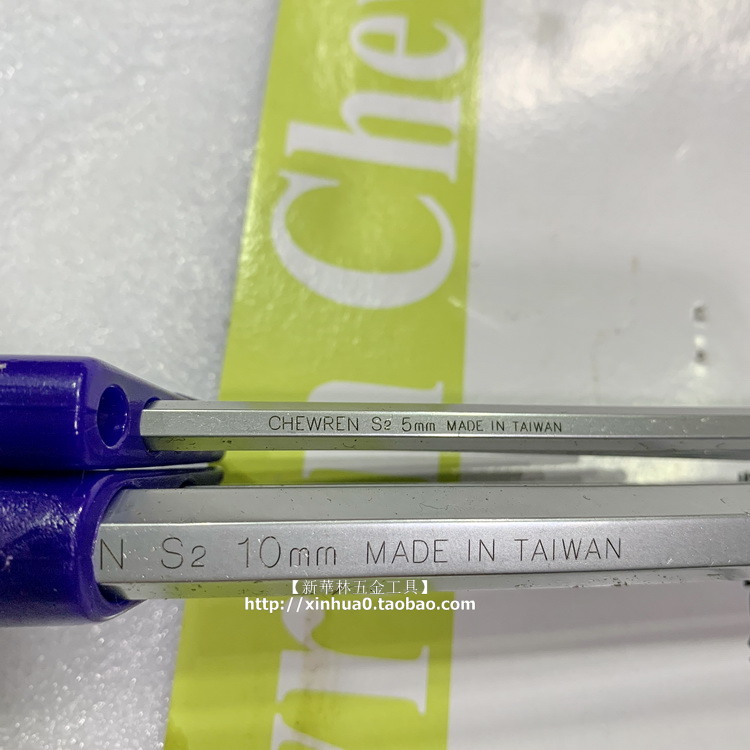 Chewren
CHEWREN S2 5mm MADE IN TAIWAN
N S2 10mm MADE IN TAIWAN
【新華林五金工具】
http://xinhua0.taobao.com